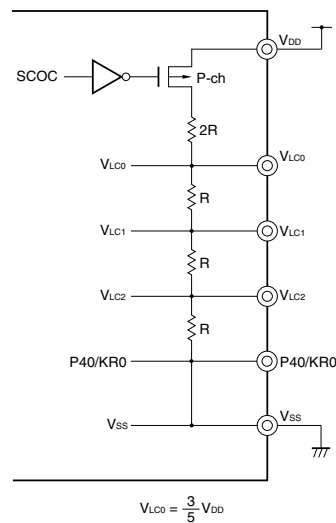 VDD
SCOC
P-ch
2R
VLC0 VLC0
R
VLC1 VLC1
R
VLC2 VLC2
R
P40/KR0 P40/KR0
VSS VSS
VLC0 = 3/5 VDD